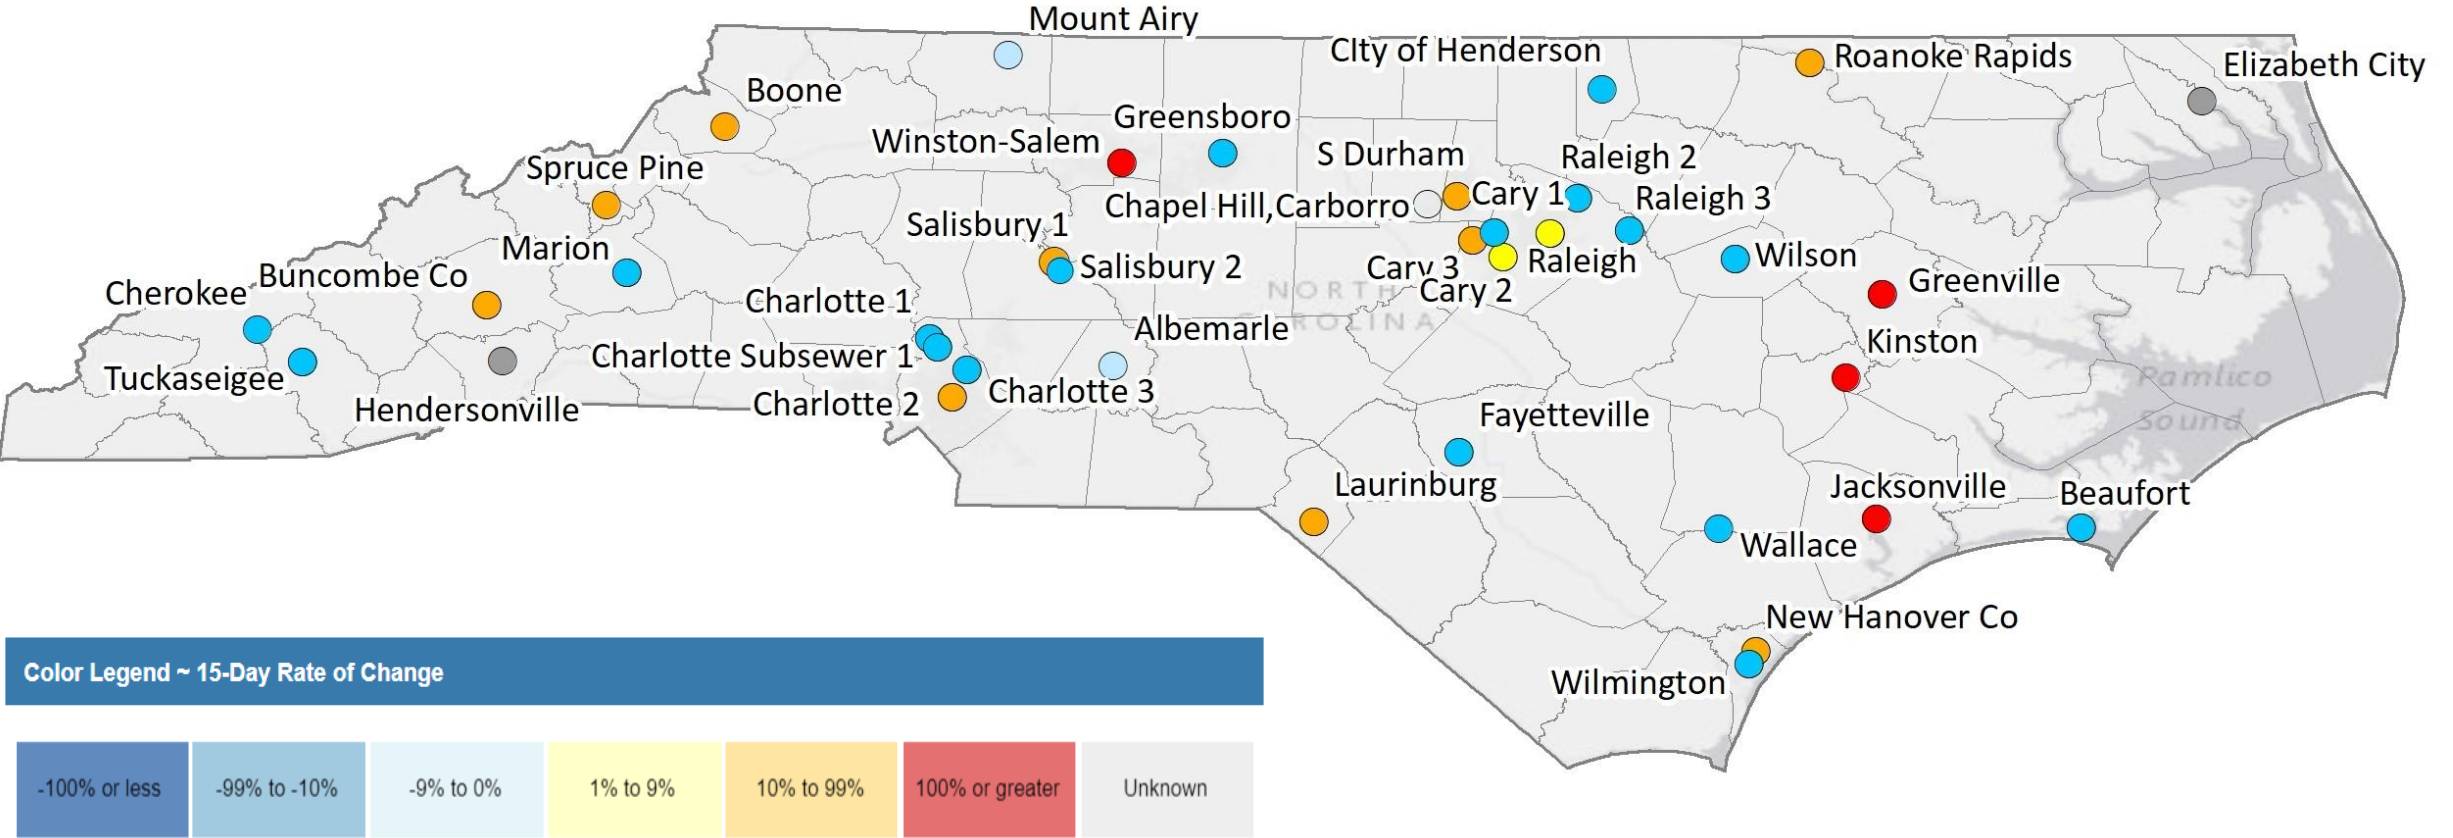 Mount Airy
CIty of Henderson
Roanoke Rapids
Elizabeth City
Boone
Greensboro
Winston-Salem
S Durham
Raleigh 2
Spruce Pine
Cary 1
Raleigh 3
Chapel Hill,Carborro
Salisbury 1
Marion
Wilson
Raleigh
Salisbury 2
Cary 3
Buncombe Co
Cherokee
Greenville
Cary 2
NORTH
CAROLINA
Charlotte 1
Albemarle
Kinston
Charlotte Subsewer 1
Tuckaseigee
Pamlico
Sound
Charlotte 3
Charlotte 2
Hendersonville
Fayetteville
Laurinburg
Jacksonville
Beaufort
Wallace
New Hanover Co
Wilmington
Color Legend ~ 15-Day Rate of Change
-100% or less
-99% to -10%
-9% to 0%
1% to 9%
10% to 99%
100% or greater
Unknown